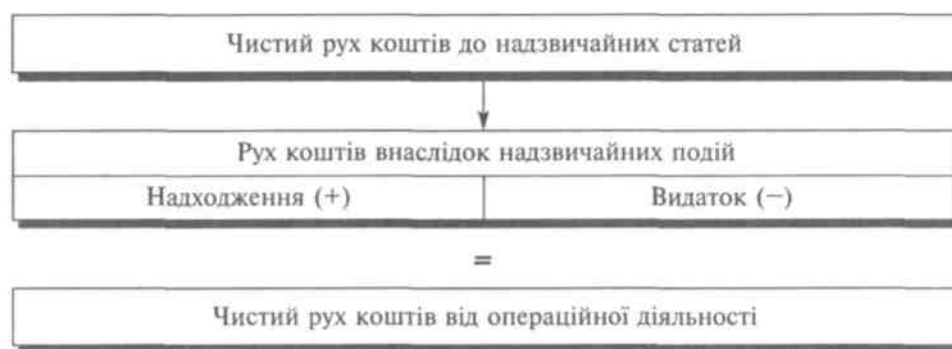 Чистий рух коштів до надзвичайних статей
Рух коштів внаслідок надзвичайних подій
Надходження (+)
Видаток (−)
=
Чистий рух коштів від операційної діяльності